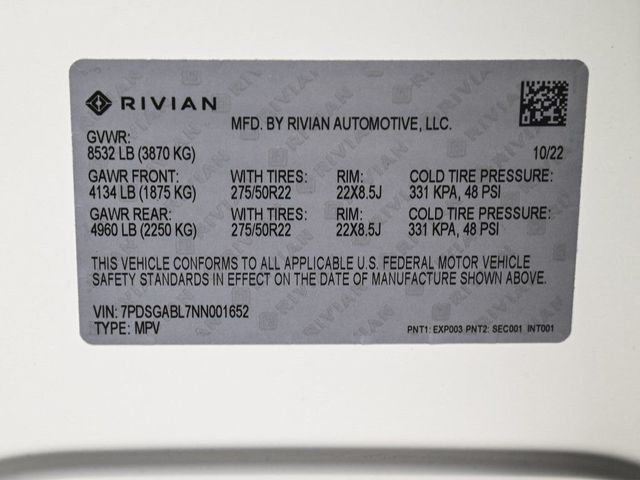 RIVIAN
MFD. BY RIVIAN AUTOMOTIVE, LLC.
GVWR:
8532 LB (3870 KG) 10/22
GAWR FRONT: WITH TIRES: RIM: COLD TIRE PRESSURE:
4134 LB (1875 KG) 275/50R22 22X8.5J 331 KPA, 48 PSI
GAWR REAR: WITH TIRES: RIM: COLD TIRE PRESSURE:
4960 LB (2250 KG) 275/50R22 22X8.5J 331 KPA, 48 PSI
THIS VEHICLE CONFORMS TO ALL APPLICABLE U.S. FEDERAL MOTOR VEHICLE
SAFETY STANDARDS IN EFFECT ON THE DATE OF MANUFACTURE SHOWN ABOVE.
VIN: 7PDSGABL7NN001652
TYPE: MPV PNT1: EXP003 PNT2: SEC001 INT001